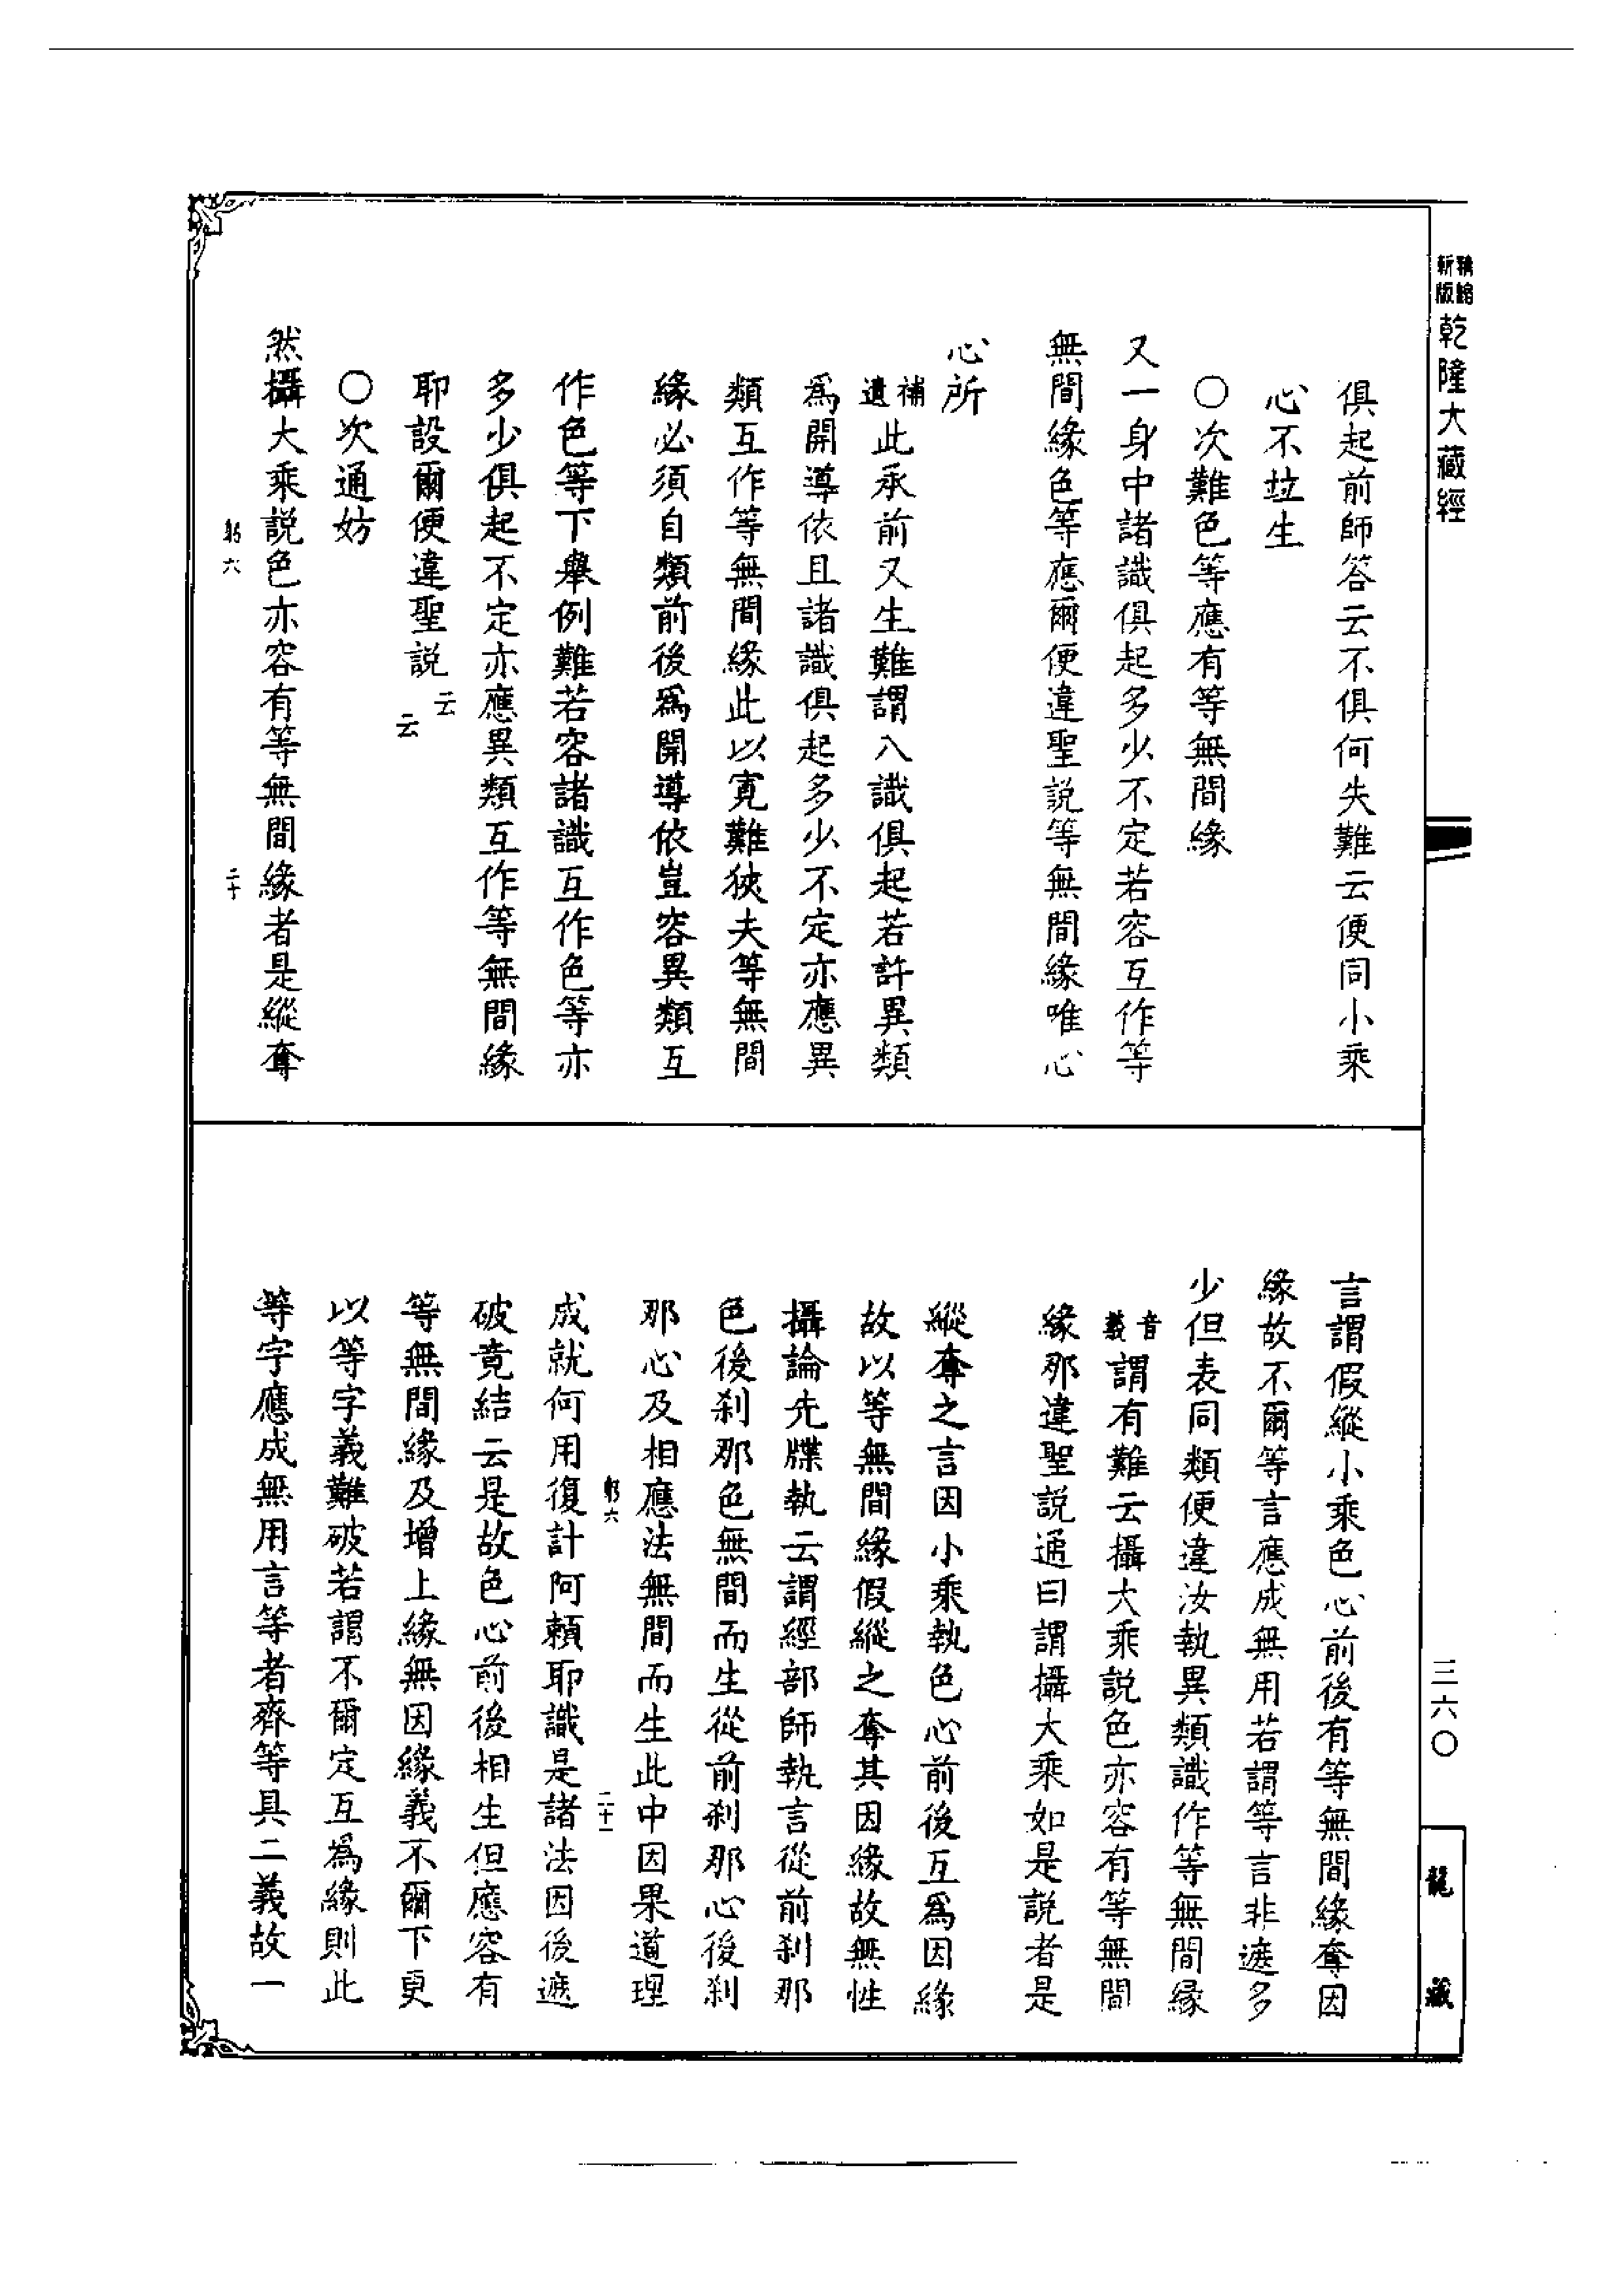 精縮
新版
乾隆大藏經
俱起前師答云不俱何失難云便同小乘
心不竝生
○次難色等應有等無間緣
又一身中諸識俱起多少不定若容互作等
無間緣色等應爾便違聖說等無間緣唯心
心所
補遺此承前又生難謂八識俱起若許異類
爲開導依且諸識俱起多少不定亦應異
類互作等無間緣此以寬難狹夫等無間
緣必須自類前後爲開導依豈容異類互
作色等下舉例難若容諸識互作色等亦
多少俱起不定亦應異類互作等無間緣
耶設爾便違聖說云云
○次通妨
然攝大乘說色亦容有等無間緣者是縱奪
躬六 二十
言謂假縱小乘色心前後有等無間緣奪因
緣故不爾等言應成無用若謂等言非遮多
少但表同類便違汝執異類識作等無間緣
音義謂有難云攝大乘說色亦容有等無間
緣那違聖說通曰謂攝大乘如是說者是
縱奪之言因小乘執色心前後互爲因緣
故以等無間緣假縱之奪其因緣故無性
攝論先牒執云謂經部師執言從前刹那
色後刹那色無間而生從前刹那心後刹
那心及相應法無間而生此中因果道理
躬六 二十一
成就何用復計阿賴耶識是諸法因後遮
破竟結云是故色心前後相生但應容有
等無間緣及增上緣無因緣義不爾下更
以等字義難破若謂不爾定互爲緣則此
等字應成無用言等者齊等具二義故一
三六〇
龍藏